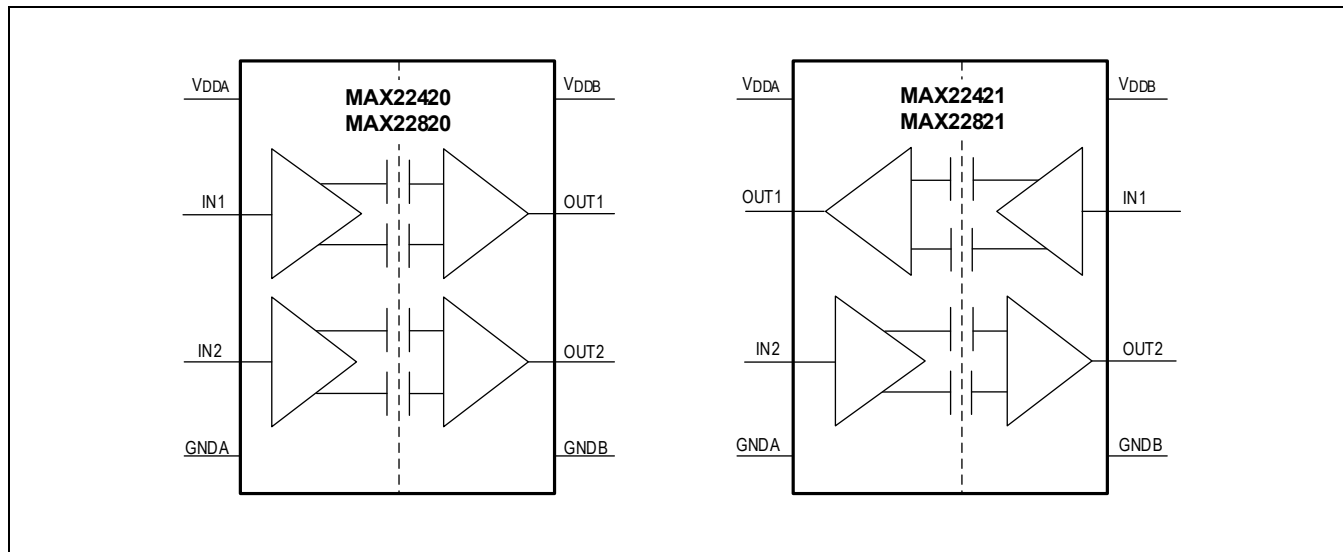 MAX22420
MAX22820
VDDA
VDDB
IN1
OUT1
IN2
OUT2
GNDA
GNDB
MAX22421
MAX22821
VDDA
VDDB
OUT1
IN1
IN2
OUT2
GNDA
GNDB